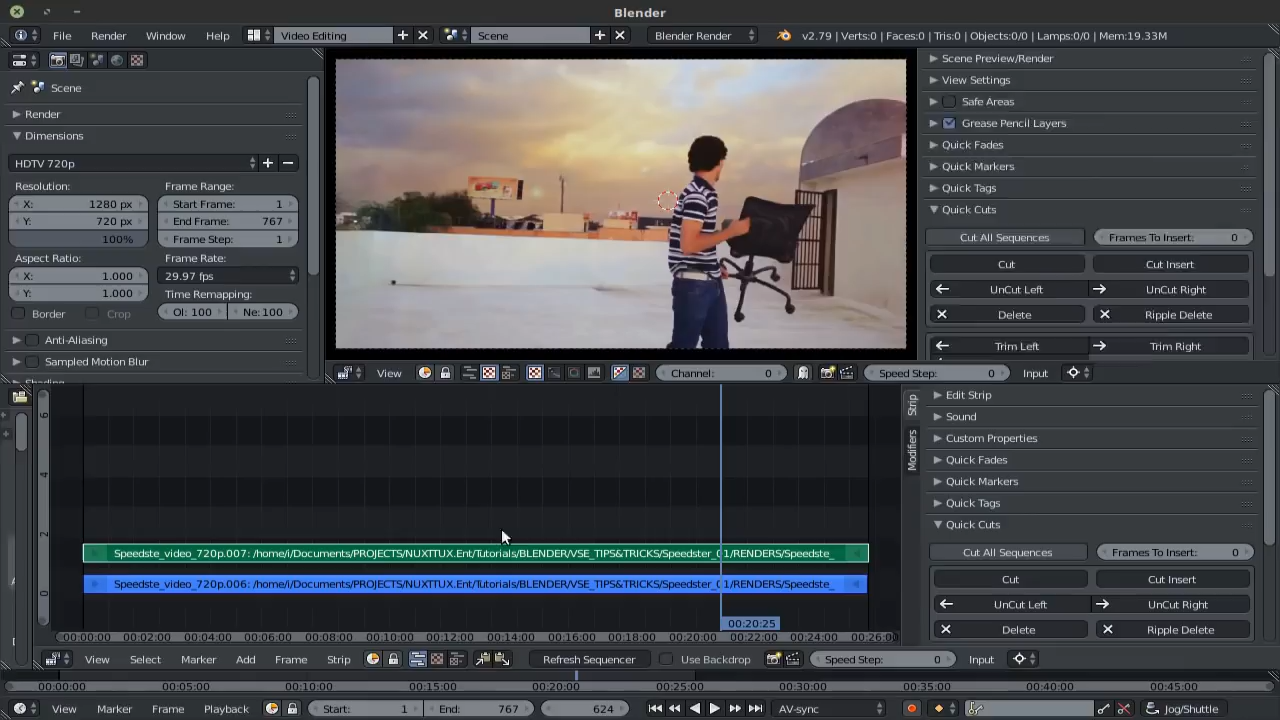 Blender
File Render Window Help Video Editing Scene Blender Render v2.79 | Verts:0 | Faces:0 | Tris:0 | Objects:0/0 | Lamps:0/0 | Mem:19.33M
Scene
Render
Dimensions
HDTV 720p
Resolution: Frame Range:
X: 1280 px Start Frame: 1
Y: 720 px End Frame: 767
100% Frame Step: 1
Aspect Ratio: Frame Rate:
X: 1.000 29.97 fps
Y: 1.000 Time Remapping:
Border Crop Ol: 100 Ne:100
Anti-Aliasing
Sampled Motion Blur
Shading
Scene Preview/Render
View Settings
Safe Areas
Grease Pencil Layers
Quick Fades
Quick Markers
Quick Tags
Quick Cuts
Cut All Sequences Frames To Insert: 0
Cut Cut Insert
UnCut Left UnCut Right
Delete Ripple Delete
Trim Left Trim Right
View Channel: 0 Speed Step: 0 Input
6
4
2
0
Speedste_video_720p.007: /home/i/Documents/PROJECTS/NUXTTUX.Ent/Tutorials/BLENDER/VSE_TIPS&TRICKS/Speedster_01/RENDERS/Speedste_
Speedste_video_720p.006: /home/i/Documents/PROJECTS/NUXTTUX.Ent/Tutorials/BLENDER/VSE_TIPS&TRICKS/Speedster_01/RENDERS/Speedste_
00:20:25
00:00:00 00:02:00 00:04:00 00:06:00 00:08:00 00:10:00 00:12:00 00:14:00 00:16:00 00:18:00 00:20:00 00:22:00 00:24:00 00:26:00
Strip
Modifiers
Edit Strip
Sound
Custom Properties
Quick Fades
Quick Markers
Quick Tags
Quick Cuts
Cut All Sequences Frames To Insert: 0
Cut Cut Insert
UnCut Left UnCut Right
Delete Ripple Delete
View Select Marker Add Frame Strip Refresh Sequencer Use Backdrop Speed Step: 0 Input
00:00:00 00:05:00 00:10:00 00:15:00 00:20:00 00:25:00 00:30:00 00:35:00 00:40:00 00:45:00
View Marker Frame Playback Start: 1 End: 767 624 AV-sync Jog/Shuttle